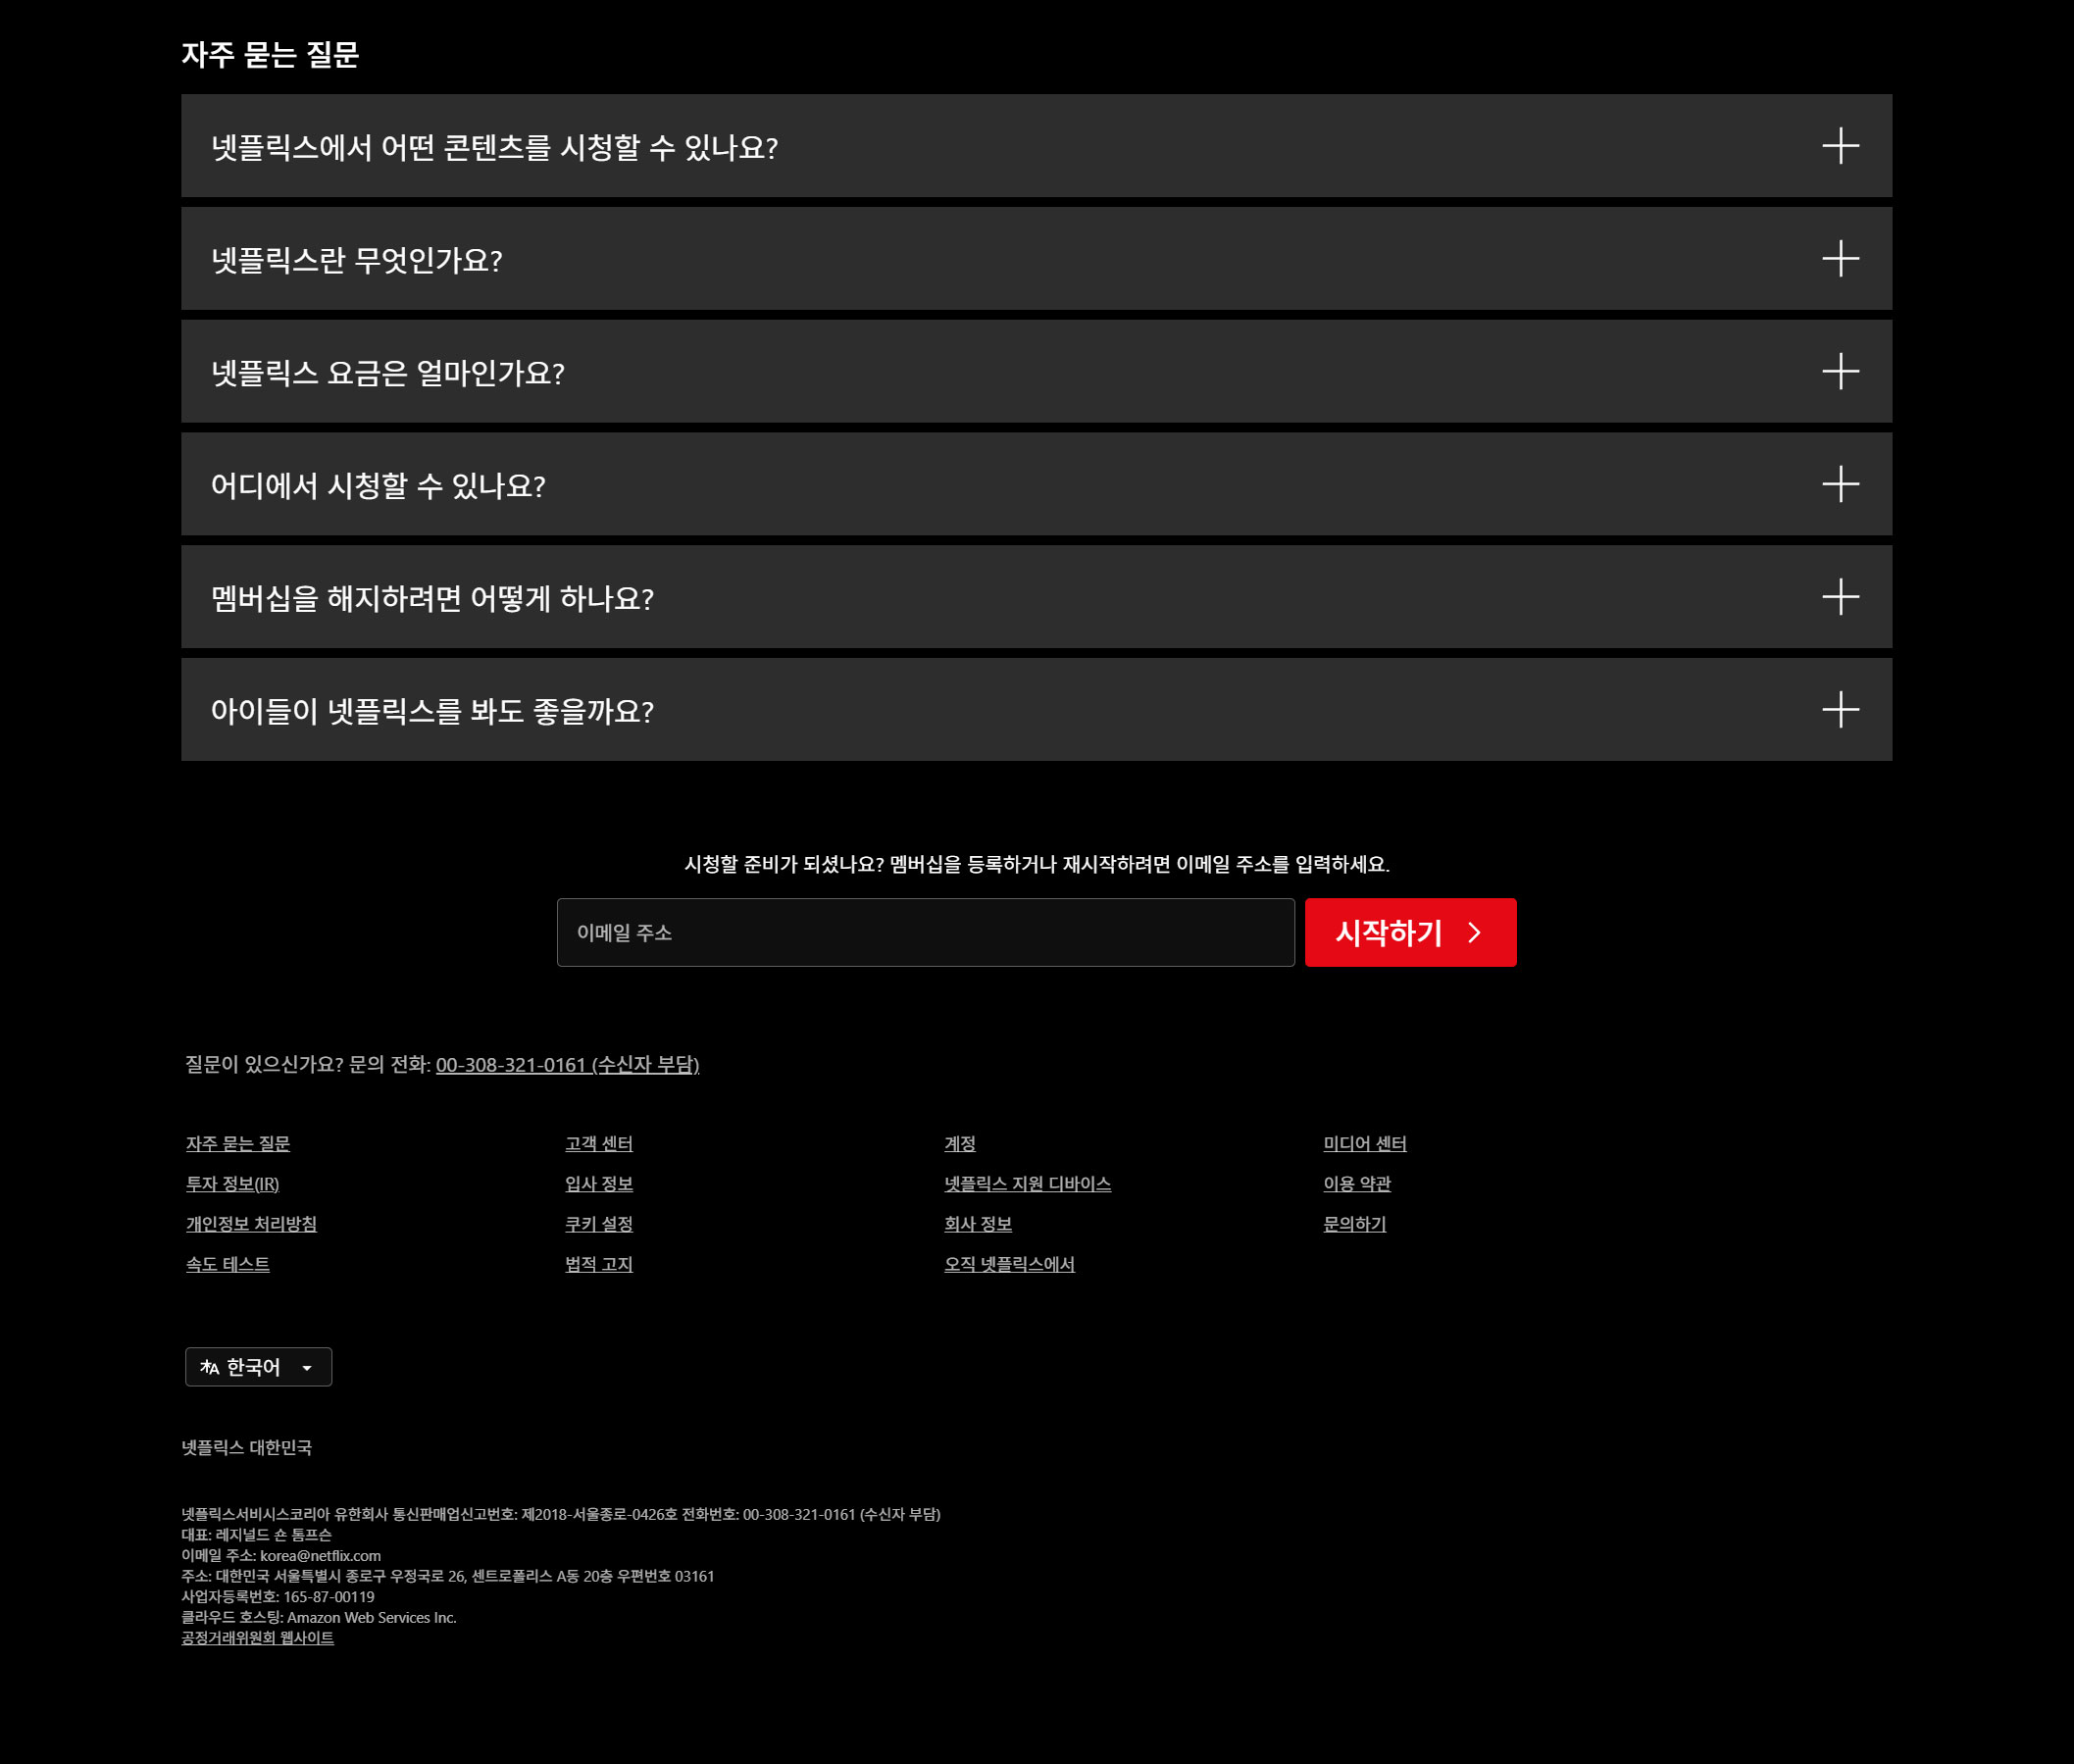 자주 묻는 질문
넷플릭스에서 어떤 콘텐츠를 시청할 수 있나요?
넷플릭스란 무엇인가요?
넷플릭스 요금은 얼마인가요?
어디에서 시청할 수 있나요?
멤버십을 해지하려면 어떻게 하나요?
아이들이 넷플릭스를 봐도 좋을까요?
시청할 준비가 되셨나요? 멤버십을 등록하거나 재시작하려면 이메일 주소를 입력하세요.
이메일 주소 시작하기
질문이 있으신가요? 문의 전화: 00-308-321-0161 (수신자 부담)
자주 묻는 질문 고객 센터 계정 미디어 센터
투자 정보(IR) 입사 정보 넷플릭스 지원 디바이스 이용 약관
개인정보 처리방침 쿠키 설정 회사 정보 문의하기
속도 테스트 법적 고지 오직 넷플릭스에서
한국어
넷플릭스 대한민국
넷플릭스서비시스코리아 유한회사 통신판매업신고번호: 제2018-서울종로-0426호 전화번호: 00-308-321-0161 (수신자 부담)
대표: 레지널드 숀 톰프슨
이메일 주소: korea@netflix.com
주소: 대한민국 서울특별시 종로구 우정국로 26, 센트로폴리스 A동 20층 우편번호 03161
사업자등록번호: 165-87-00119
클라우드 호스팅: Amazon Web Services Inc.
공정거래위원회 웹사이트